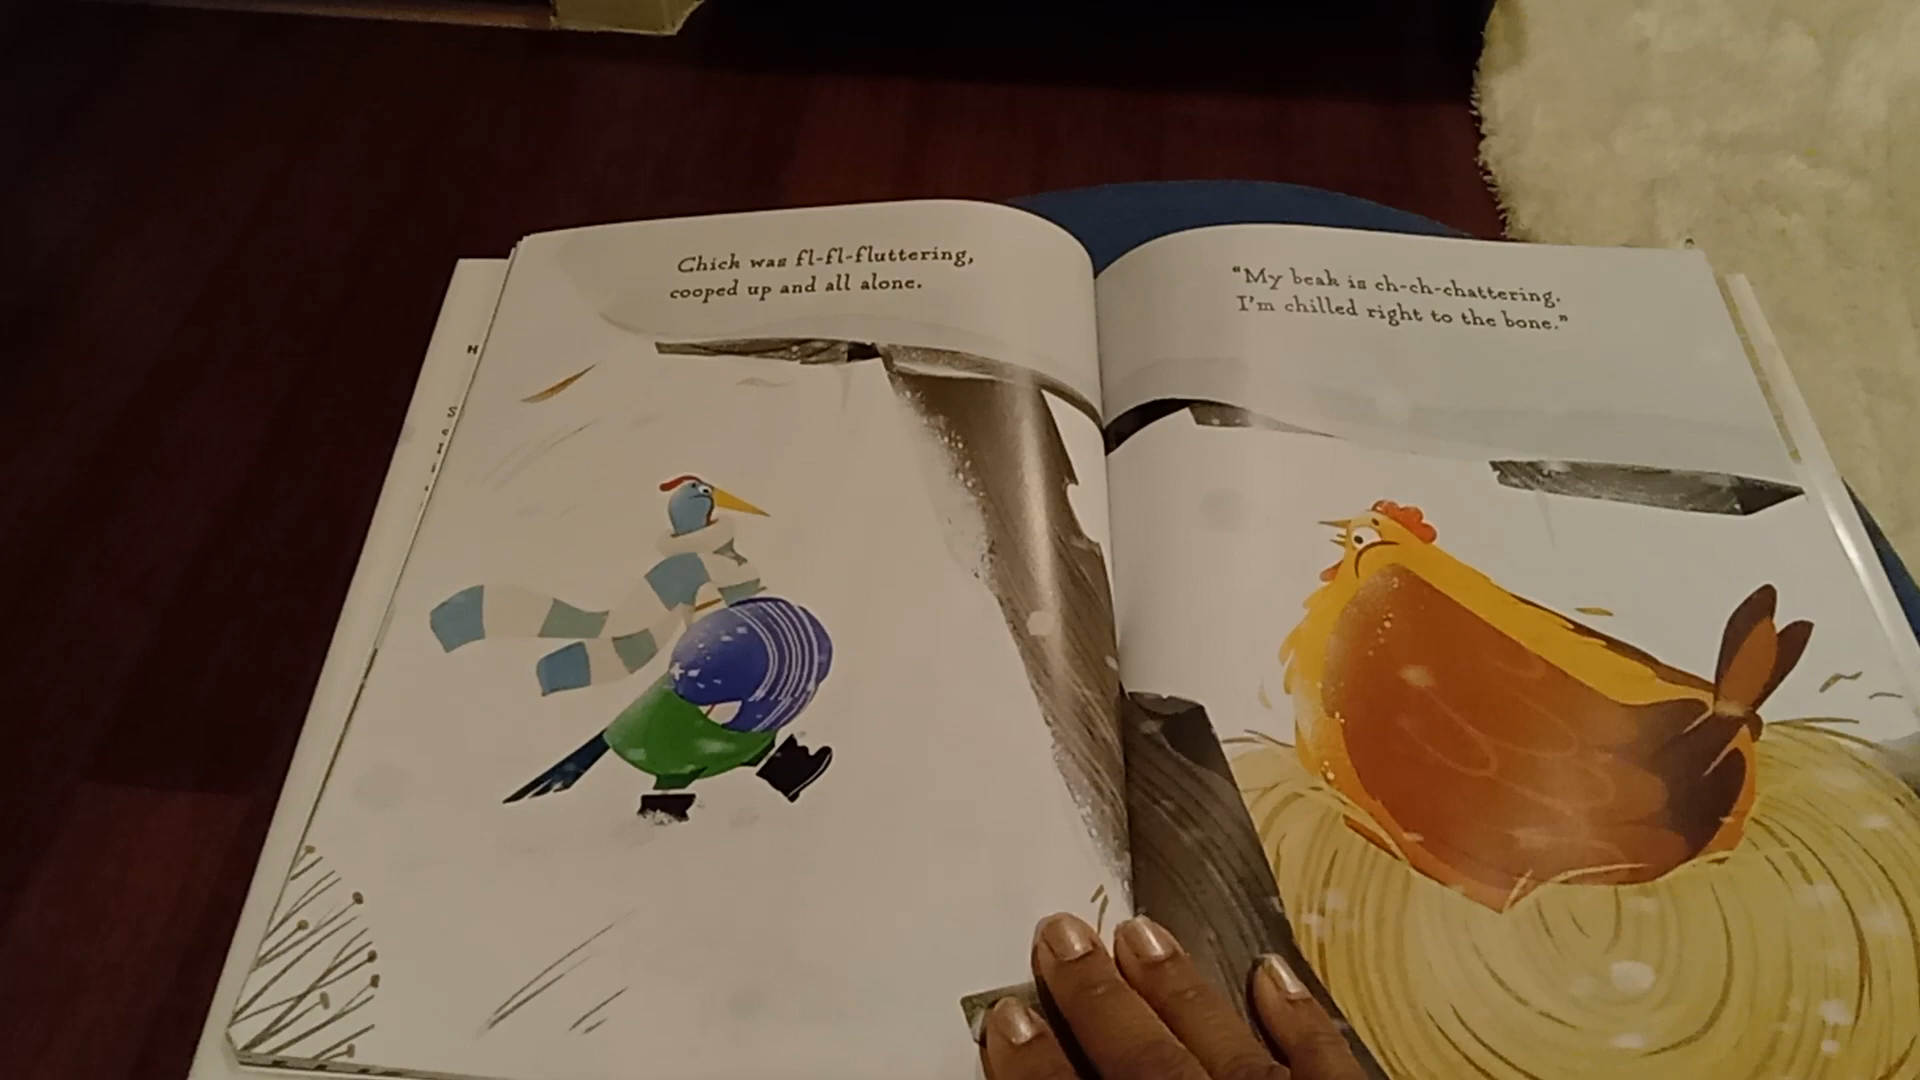 Chick was fl-fl-fluttering,
cooped up and all alone.
"My beak is ch-ch-chattering.
I'm chilled right to the bone."